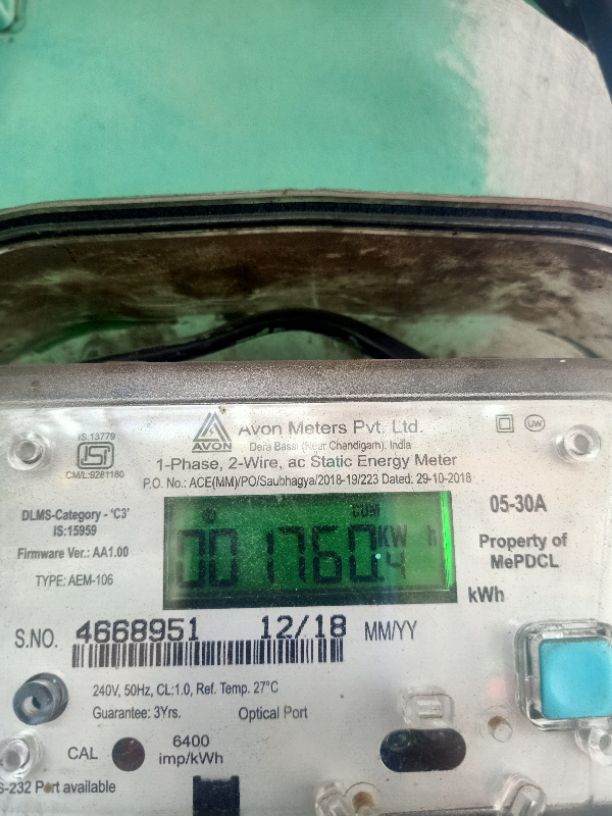 IS:13779
ISI
CM/L:9281180
AVON
Avon Meters Pvt. Ltd.
Dera Bassi (Near Chandigarh), India
1-Phase, 2-Wire, ac Static Energy Meter
P.O. No.: ACE(MM)/PO/Saubhagya/2018-19/223 Dated: 29-10-2018
UW
DLMS-Category - 'C3'
IS:15959
Firmware Ver.: AA1.00
TYPE: AEM-106
CUM
001760.4 KW h
05-30A
Property of
MePDCL
kWh
S.NO. 4668951 12/18 MM/YY
240V, 50Hz, CL:1.0, Ref. Temp. 27°C
Guarantee: 3Yrs. Optical Port
CAL 6400
imp/kWh
S-232 Port available